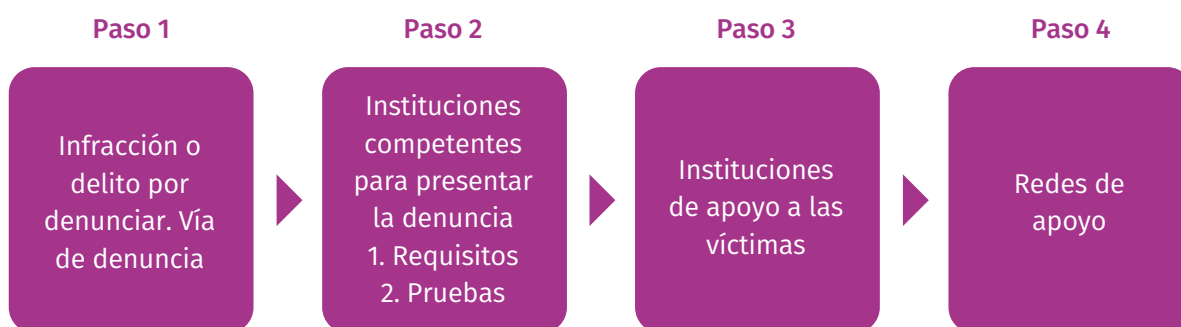 Paso 1
Infracción o
delito por
denunciar. Vía
de denuncia
Paso 2
Instituciones
competentes
para presentar
la denuncia
1. Requisitos
2. Pruebas
Paso 3
Instituciones
de apoyo a las
víctimas
Paso 4
Redes de
apoyo